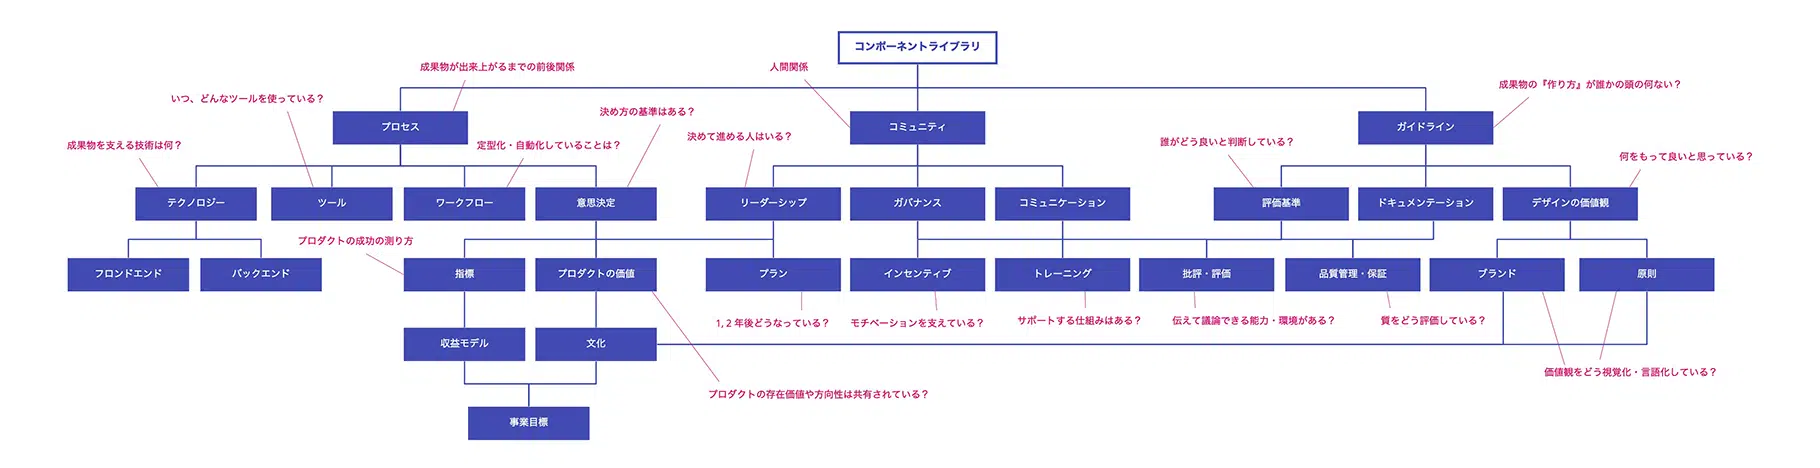 コンポーネントライブラリ
成果物が出来上がるまでの前後関係
人間関係
成果物の『作り方』が誰かの頭の何ない？
いつ、どんなツールを使っている？
決め方の基準はある？
プロセス
コミュニティ
ガイドライン
成果物を支える技術は何？
定型化・自動化していることは？
決めて進める人はいる？
誰がどう良いと判断している？
何をもって良いと思っている？
テクノロジー
ツール
ワークフロー
意思決定
リーダーシップ
ガバナンス
コミュニケーション
評価基準
ドキュメンテーション
デザインの価値観
プロダクトの成功の測り方
フロンドエンド
バックエンド
指標
プロダクトの価値
プラン
インセンティブ
トレーニング
批評・評価
品質管理・保証
ブランド
原則
1, 2 年後どうなっている？
モチベーションを支えている？
サポートする仕組みはある？
伝えて議論できる能力・環境がある？
質をどう評価している？
収益モデル
文化
価値観をどう視覚化・言語化している？
プロダクトの存在価値や方向性は共有されている？
事業目標